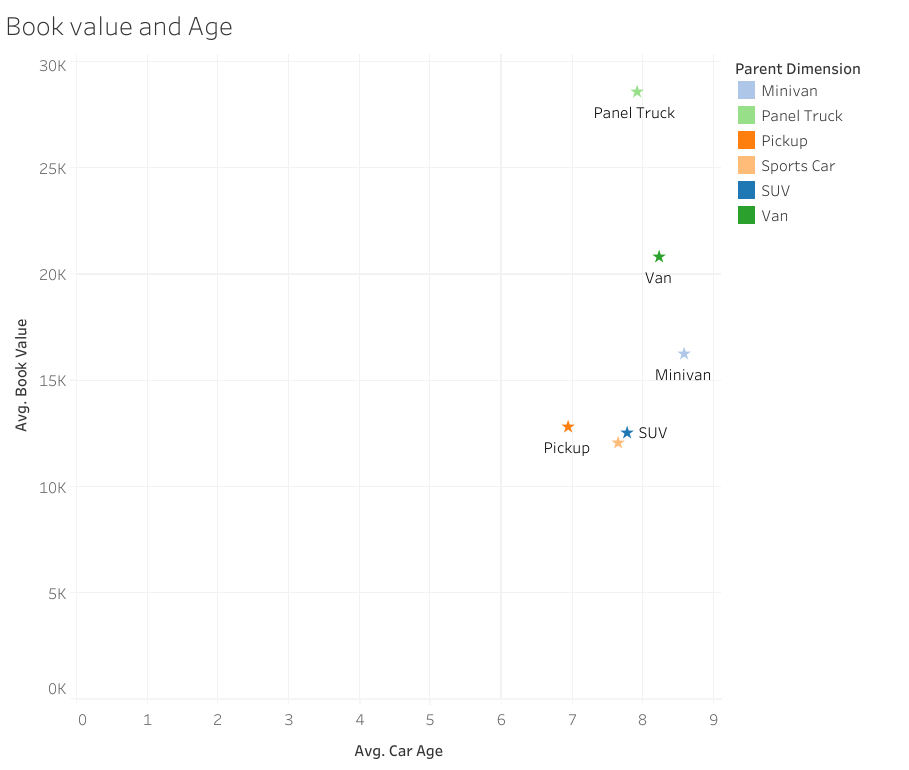 Book value and Age
30K
25K
20K
15K
10K
5K
0K
Avg. Book Value
Panel Truck
Van
Minivan
SUV
Pickup
0 1 2 3 4 5 6 7 8 9
Avg. Car Age
Parent Dimension
Minivan
Panel Truck
Pickup
Sports Car
SUV
Van